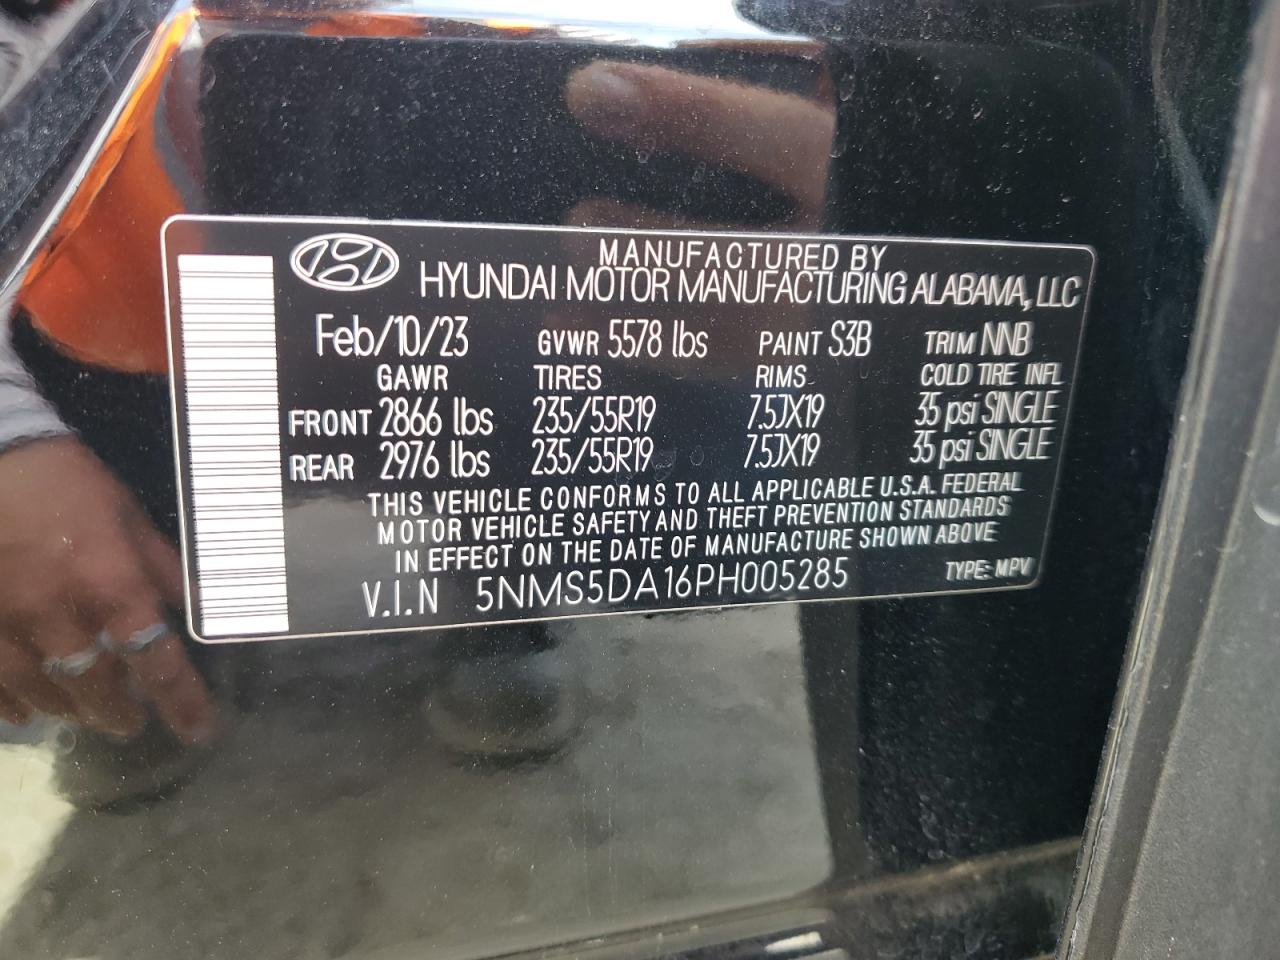 MANUFACTURED BY
HYUNDAI MOTOR MANUFACTURING ALABAMA, LLC
Feb/10/23 GVWR 5578 lbs PAINT S3B TRIM NNB
GAWR TIRES RIMS COLD TIRE INFL
FRONT 2866 lbs 235/55R19 7.5JX19 35 psi SINGLE
REAR 2976 lbs 235/55R19 7.5JX19 35 psi SINGLE
THIS VEHICLE CONFORMS TO ALL APPLICABLE U.S.A. FEDERAL
MOTOR VEHICLE SAFETY AND THEFT PREVENTION STANDARDS
IN EFFECT ON THE DATE OF MANUFACTURE SHOWN ABOVE
V.I.N 5NMS5DA16PH005285 TYPE: MPV